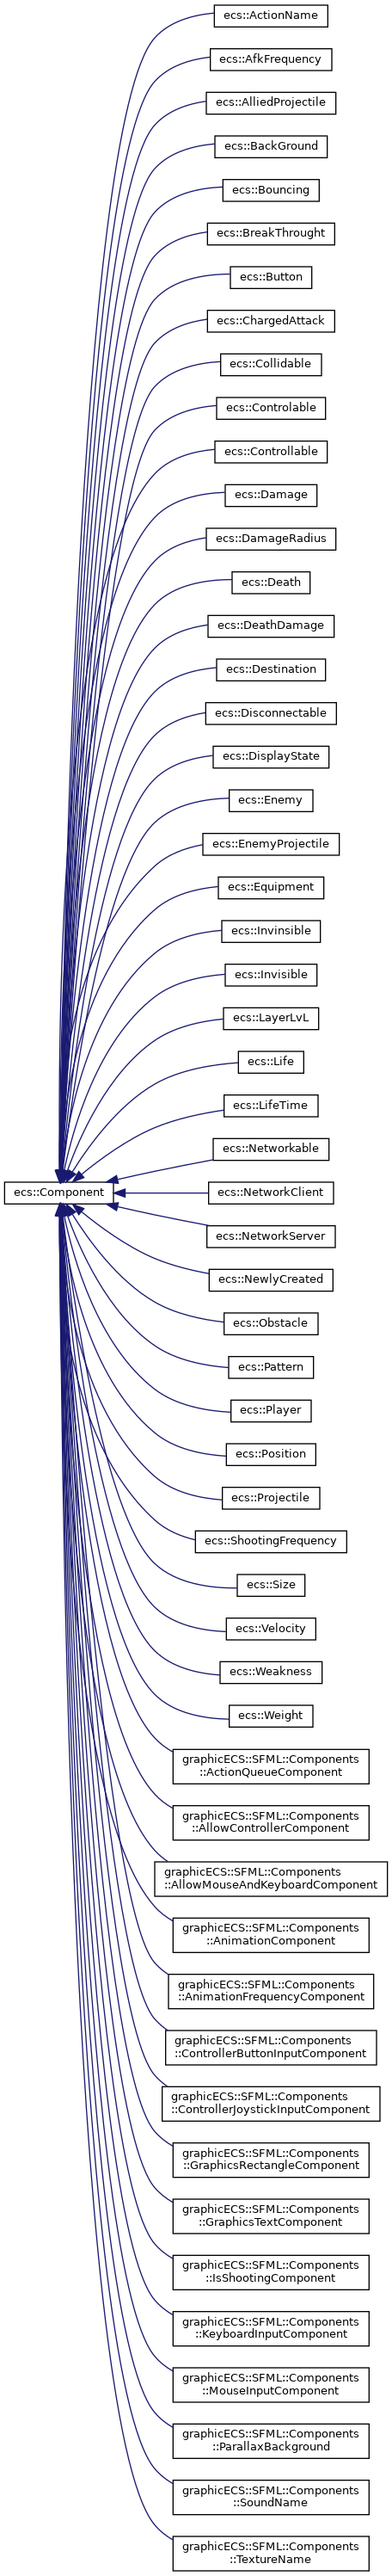 ecs::ActionName
ecs::AfkFrequency
ecs::AlliedProjectile
ecs::BackGround
ecs::Bouncing
ecs::BreakThrought
ecs::Button
ecs::ChargedAttack
ecs::Collidable
ecs::Controlable
ecs::Controllable
ecs::Damage
ecs::DamageRadius
ecs::Death
ecs::DeathDamage
ecs::Destination
ecs::Disconnectable
ecs::DisplayState
ecs::Enemy
ecs::EnemyProjectile
ecs::Equipment
ecs::Invinsible
ecs::Invisible
ecs::LayerLvL
ecs::Life
ecs::LifeTime
ecs::Networkable
ecs::Component
ecs::NetworkClient
ecs::NetworkServer
ecs::NewlyCreated
ecs::Obstacle
ecs::Pattern
ecs::Player
ecs::Position
ecs::Projectile
ecs::ShootingFrequency
ecs::Size
ecs::Velocity
ecs::Weakness
ecs::Weight
graphicECS::SFML::Components
::ActionQueueComponent
graphicECS::SFML::Components
::AllowControllerComponent
graphicECS::SFML::Components
::AllowMouseAndKeyboardComponent
graphicECS::SFML::Components
::AnimationComponent
graphicECS::SFML::Components
::AnimationFrequencyComponent
graphicECS::SFML::Components
::ControllerButtonInputComponent
graphicECS::SFML::Components
::ControllerJoystickInputComponent
graphicECS::SFML::Components
::GraphicsRectangleComponent
graphicECS::SFML::Components
::GraphicsTextComponent
graphicECS::SFML::Components
::IsShootingComponent
graphicECS::SFML::Components
::KeyboardInputComponent
graphicECS::SFML::Components
::MouseInputComponent
graphicECS::SFML::Components
::ParallaxBackground
graphicECS::SFML::Components
::SoundName
graphicECS::SFML::Components
::TextureName